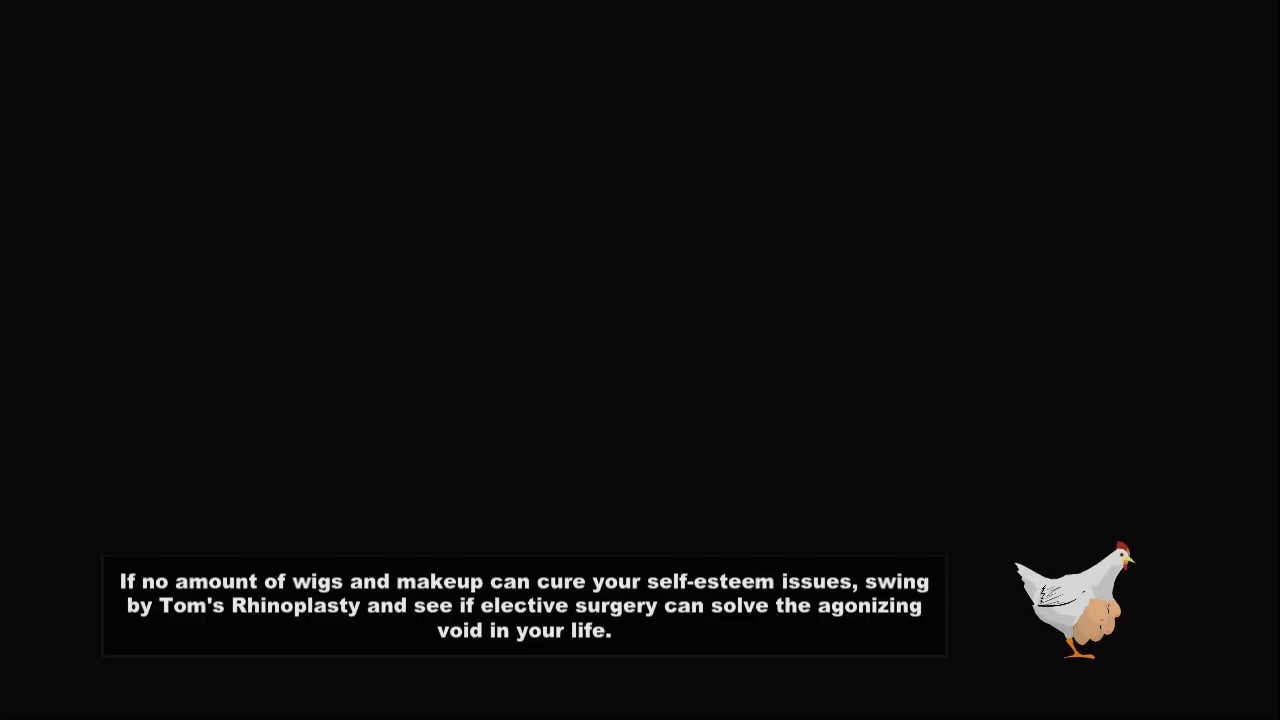 If no amount of wigs and makeup can cure your self-esteem issues, swing
by Tom's Rhinoplasty and see if elective surgery can solve the agonizing
void in your life.